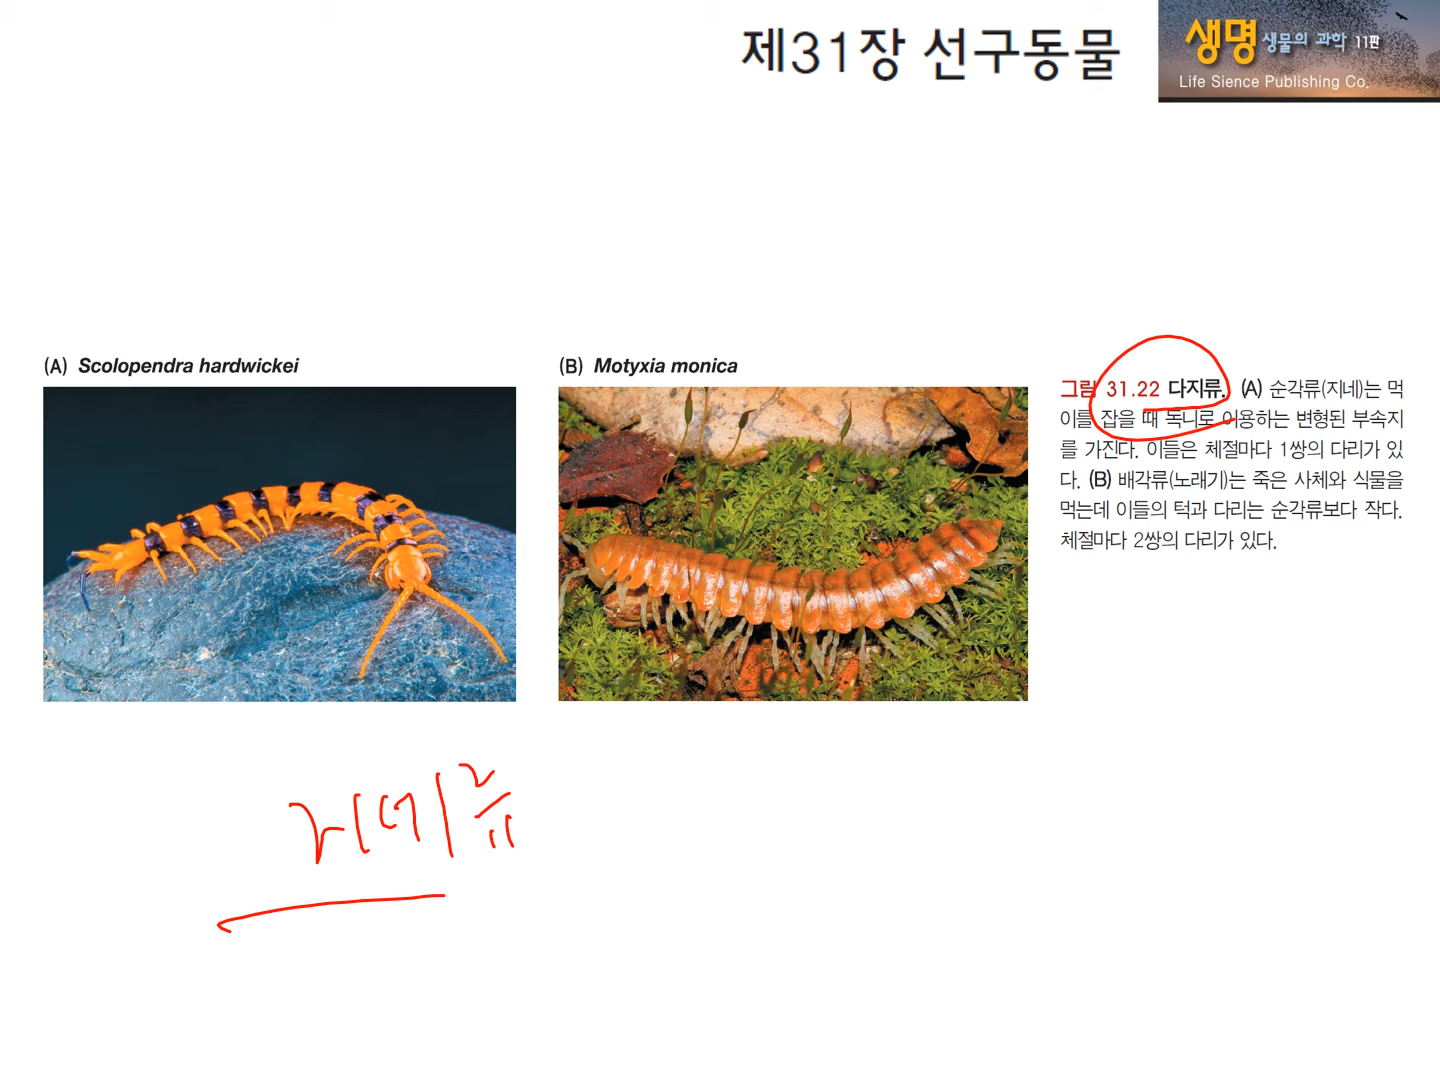 제31장 선구동물
생명 생물의 과학 11판
Life Sience Publishing Co.
(A) Scolopendra hardwickei
(B) Motyxia monica
그림 31.22 다지류. (A) 순각류(지네)는 먹
이를 잡을 때 독니로 이용하는 변형된 부속지
를 가진다. 이들은 체절마다 1쌍의 다리가 있
다. (B) 배각류(노래기)는 죽은 사체와 식물을
먹는데 이들의 턱과 다리는 순각류보다 작다.
체절마다 2쌍의 다리가 있다.